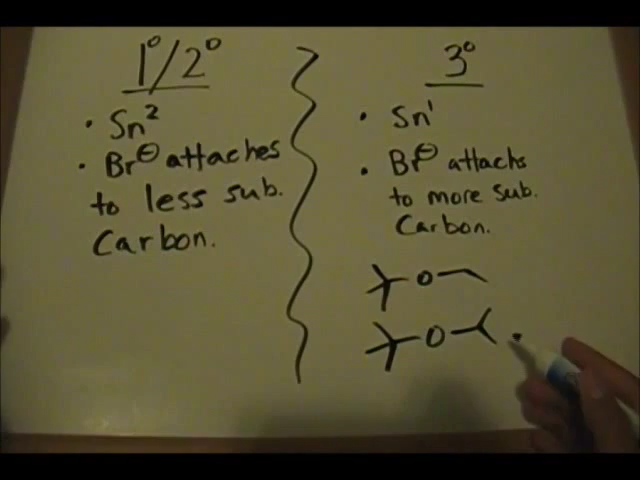 1°/2°
• Sn²
• Br⊖ attaches
to less sub.
Carbon.
3°
• Sn¹
• Br⊖ attachs
to more sub.
Carbon.
O
O